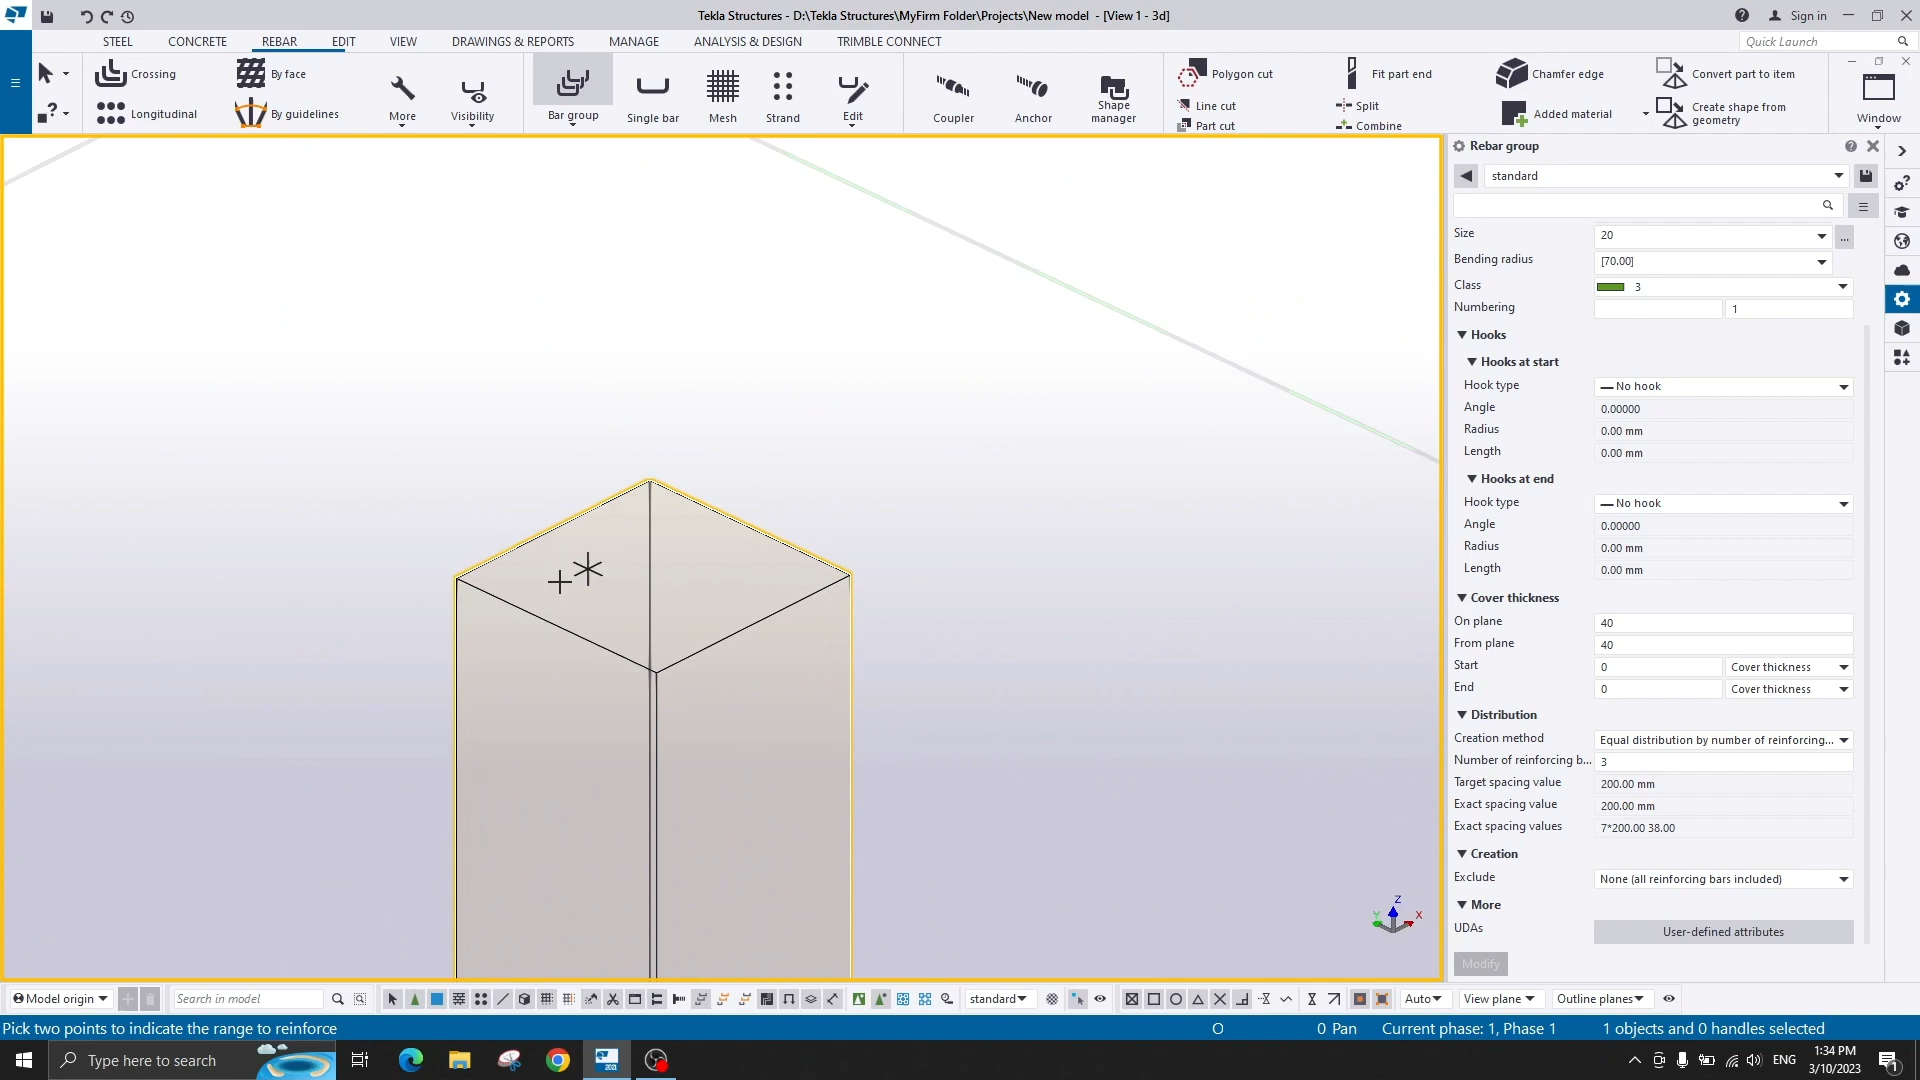 Tekla Structures - D:\Tekla Structures\MyFirm Folder\Projects\New model - [View 1 - 3d]
Sign in
STEEL CONCRETE REBAR EDIT VIEW DRAWINGS & REPORTS MANAGE ANALYSIS & DESIGN TRIMBLE CONNECT
Quick Launch
Crossing
Longitudinal
By face
By guidelines
More
Visibility
Bar group
Single bar
Mesh
Strand
Edit
Coupler
Anchor
Shape
manager
Polygon cut
Line cut
Part cut
Fit part end
Split
Combine
Chamfer edge
Added material
Convert part to item
Create shape from
geometry
Window
Rebar group
standard
Size 20
...
Bending radius [70.00]
Class 3
Numbering 1
Hooks
Hooks at start
Hook type No hook
Angle 0.00000
Radius 0.00 mm
Length 0.00 mm
Hooks at end
Hook type No hook
Angle 0.00000
Radius 0.00 mm
Length 0.00 mm
Cover thickness
On plane 40
From plane 40
Start 0 Cover thickness
End 0 Cover thickness
Distribution
Creation method Equal distribution by number of reinforcing...
Number of reinforcing b... 3
Target spacing value 200.00 mm
Exact spacing value 200.00 mm
Exact spacing values 7*200.00 38.00
Creation
Exclude None (all reinforcing bars included)
More
UDAs User-defined attributes
Modify
Z
Y
X
Model origin
Search in model
standard
Auto
View plane
Outline planes
Pick two points to indicate the range to reinforce
O
0 Pan
Current phase: 1, Phase 1
1 objects and 0 handles selected
Type here to search
2021
ENG
1:34 PM
3/10/2023
1